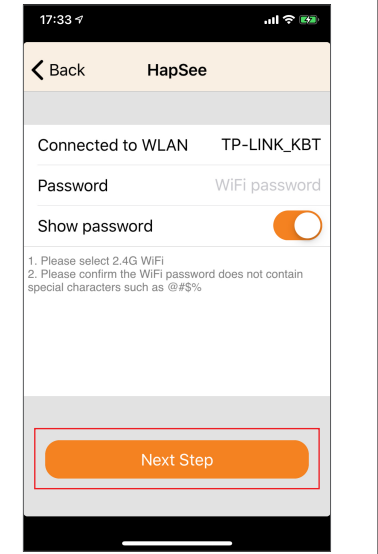 17:33
Back HapSee
Connected to WLAN TP-LINK_KBT
Password WiFi password
Show password
1. Please select 2.4G WiFi
2. Please confirm the WiFi password does not contain
special characters such as @#$%
Next Step